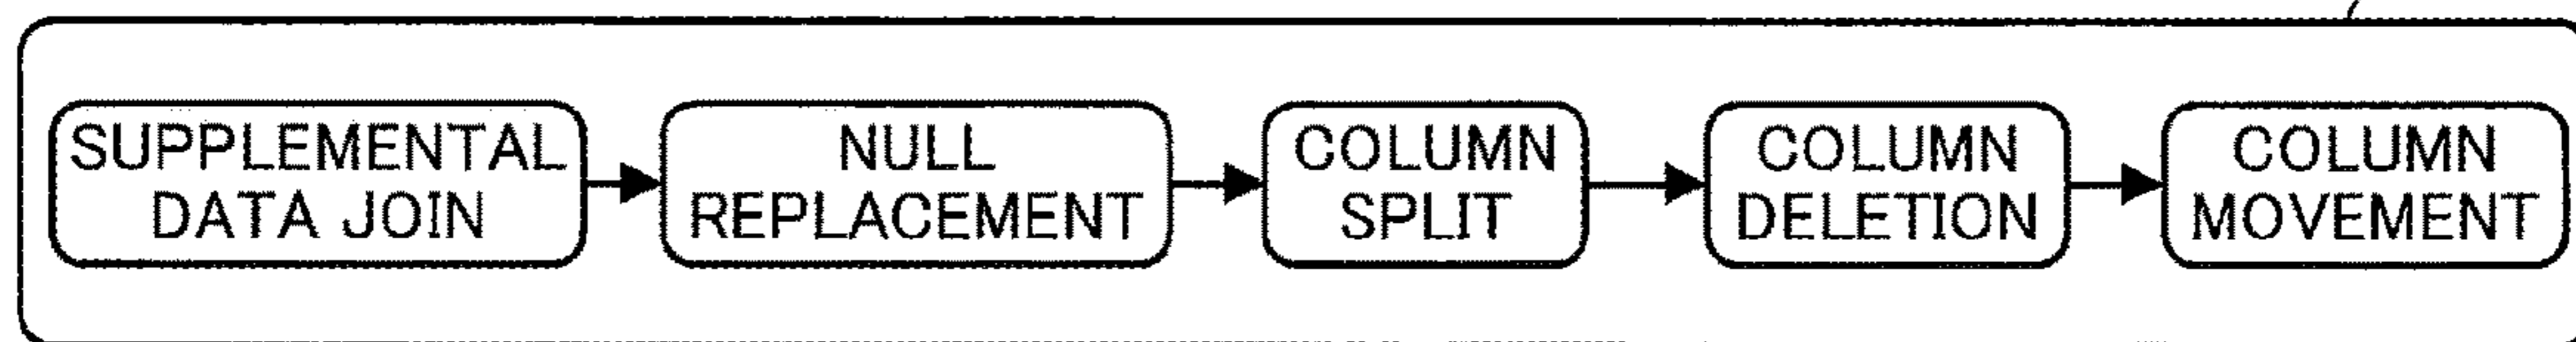 SUPPLEMENTAL
DATA JOIN
NULL
REPLACEMENT
COLUMN
SPLIT
COLUMN
DELETION
COLUMN
MOVEMENT